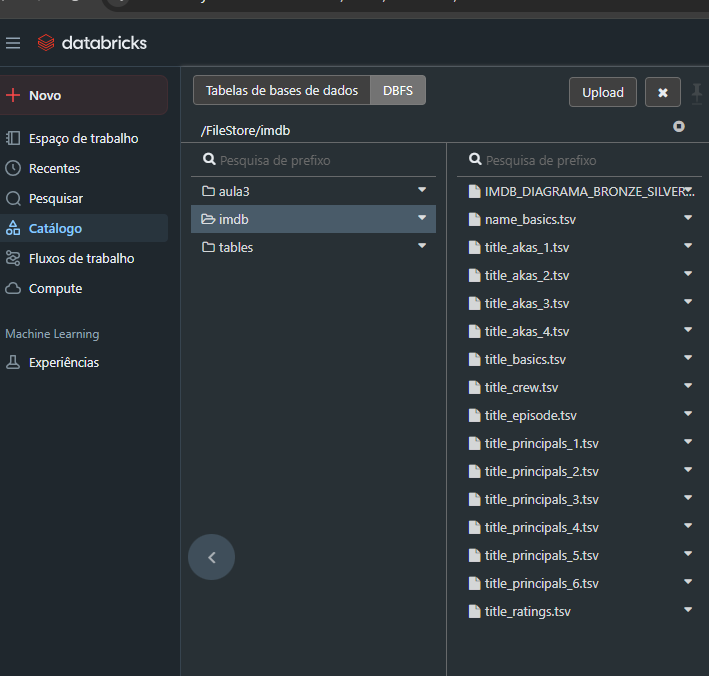 databricks
Novo
Espaço de trabalho
Recentes
Pesquisar
Catálogo
Fluxos de trabalho
Compute
Machine Learning
Experiências
Tabelas de bases de dados
DBFS
Upload
/FileStore/imdb
Pesquisa de prefixo
aula3
imdb
tables
Pesquisa de prefixo
IMDB_DIAGRAMA_BRONZE_SILVER...
name_basics.tsv
title_akas_1.tsv
title_akas_2.tsv
title_akas_3.tsv
title_akas_4.tsv
title_basics.tsv
title_crew.tsv
title_episode.tsv
title_principals_1.tsv
title_principals_2.tsv
title_principals_3.tsv
title_principals_4.tsv
title_principals_5.tsv
title_principals_6.tsv
title_ratings.tsv